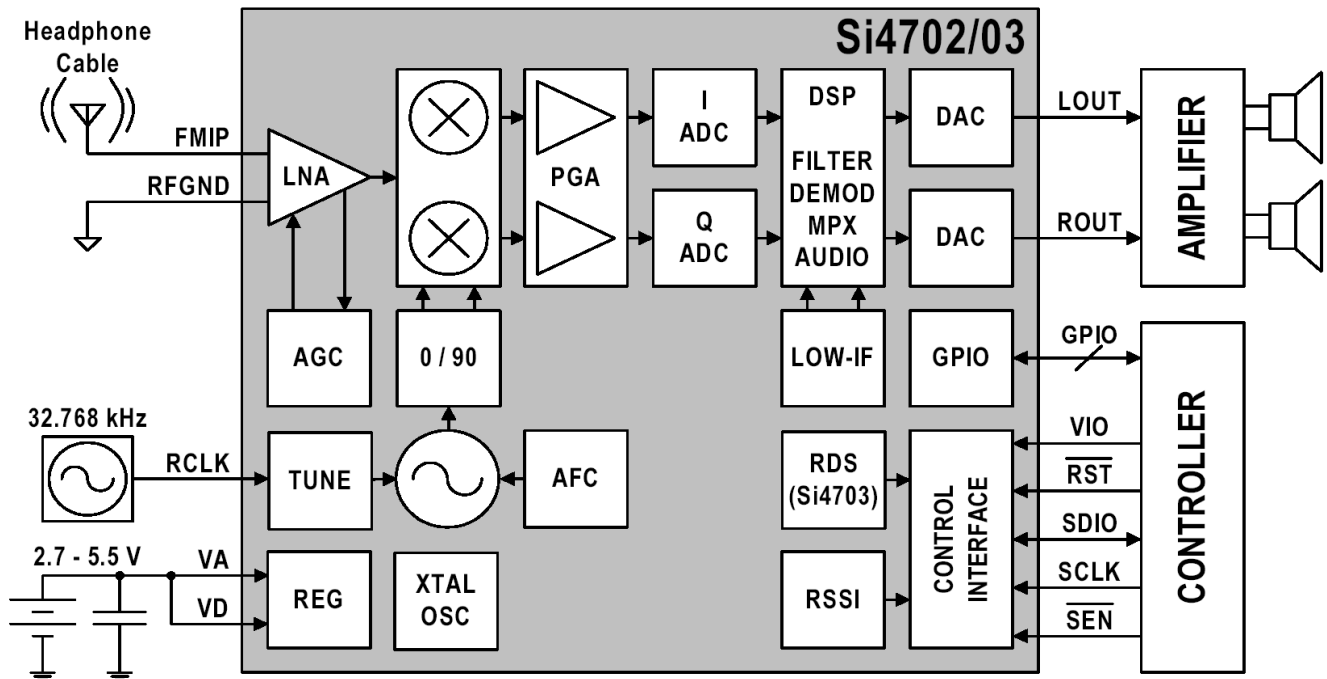 Si4702/03
Headphone
Cable
FMIP
RFGND
LNA
PGA
I
ADC
Q
ADC
DSP
FILTER
DEMOD
MPX
AUDIO
DAC
DAC
LOUT
ROUT
AMPLIFIER
AGC
0 / 90
LOW-IF
GPIO
GPIO
32.768 kHz
RCLK
TUNE
AFC
RDS
(Si4703)
CONTROL
INTERFACE
VIO
RST
SDIO
SCLK
SEN
CONTROLLER
2.7 - 5.5 V
VA
VD
REG
XTAL
OSC
RSSI